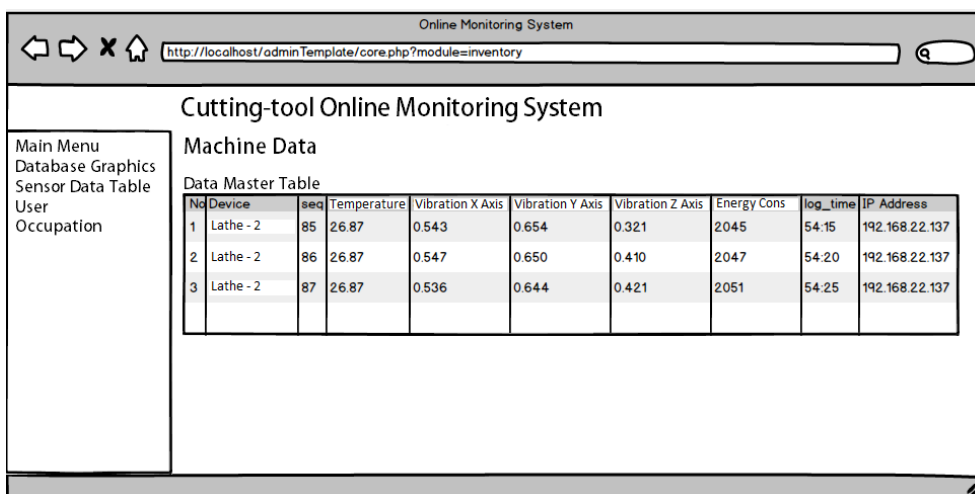 Online Monitoring System
http://localhost/adminTemplate/core.php?module=inventory
Cutting-tool Online Monitoring System
Main Menu
Database Graphics
Sensor Data Table
User
Occupation
Machine Data
Data Master Table
No Device seq Temperature Vibration X Axis Vibration Y Axis Vibration Z Axis Energy Cons log_time IP Address
1 Lathe - 2 85 26.87 0.543 0.654 0.321 2045 54:15 192.168.22.137
2 Lathe - 2 86 26.87 0.547 0.650 0.410 2047 54:20 192.168.22.137
3 Lathe - 2 87 26.87 0.536 0.644 0.421 2051 54:25 192.168.22.137